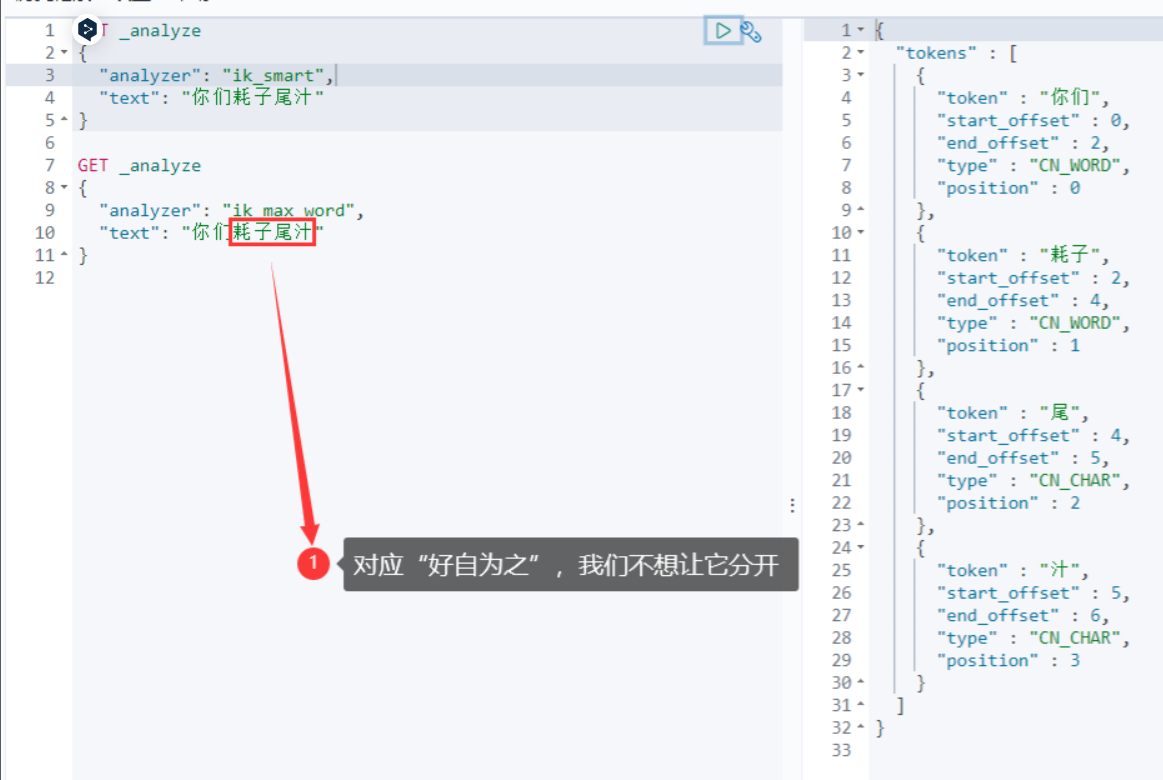 1 T _analyze
2 {
3 "analyzer": "ik_smart",
4 "text": "你们耗子尾汁"
5 }
6
7 GET _analyze
8 {
9 "analyzer": "ik_max_word",
10 "text": "你们耗子尾汁"
11 }
12
1 对应“好自为之”，我们不想让它分开
1 {
2 "tokens" : [
3 {
4 "token" : "你们",
5 "start_offset" : 0,
6 "end_offset" : 2,
7 "type" : "CN_WORD",
8 "position" : 0
9 },
10 {
11 "token" : "耗子",
12 "start_offset" : 2,
13 "end_offset" : 4,
14 "type" : "CN_WORD",
15 "position" : 1
16 },
17 {
18 "token" : "尾",
19 "start_offset" : 4,
20 "end_offset" : 5,
21 "type" : "CN_CHAR",
22 "position" : 2
23 },
24 {
25 "token" : "汁",
26 "start_offset" : 5,
27 "end_offset" : 6,
28 "type" : "CN_CHAR",
29 "position" : 3
30 }
31 ]
32 }
33